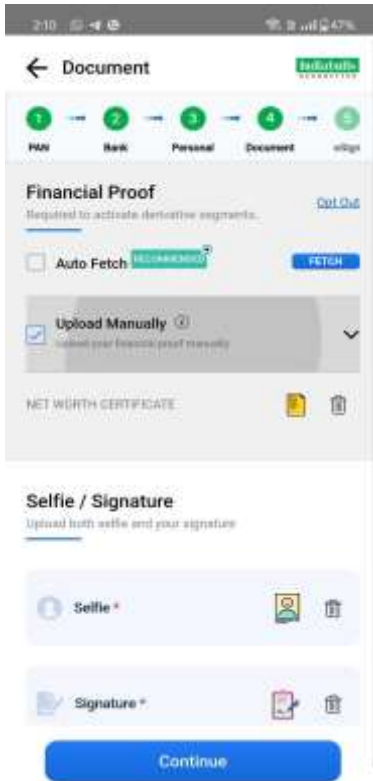 2:10 47%
← Document
1 2 3 4 5
PAN Bank Personal Document eSign
Financial Proof
Opt Out
Required to activate derivative segments.
Auto Fetch RECOMMENDED FETCH
Upload Manually
Upload your financial proof manually
NET WORTH CERTIFICATE
Selfie / Signature
Upload both selfie and your signature
Selfie *
Signature *
Continue